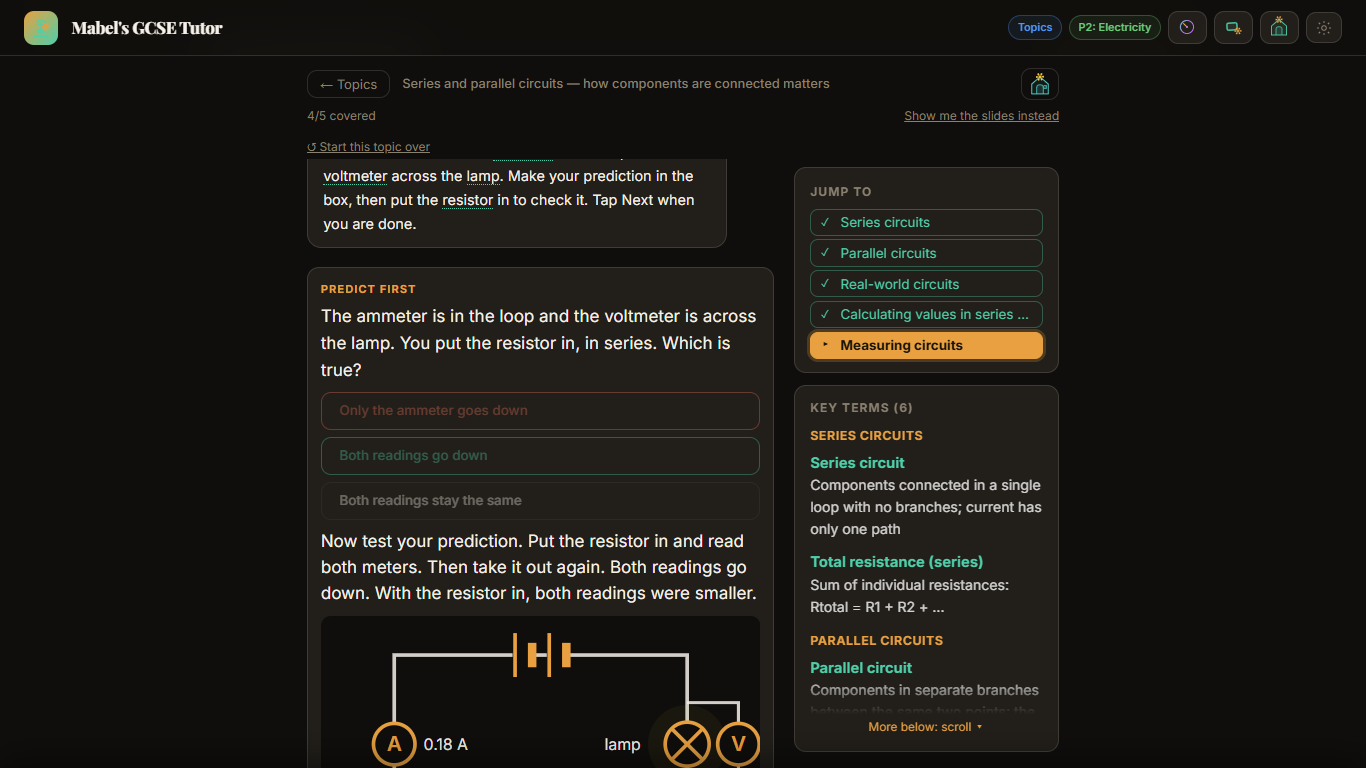 Mabel's GCSE Tutor
Topics
P2: Electricity
← Topics
Series and parallel circuits — how components are connected matters
4/5 covered
Show me the slides instead
↺ Start this topic over
voltmeter across the lamp. Make your prediction in the
box, then put the resistor in to check it. Tap Next when
you are done.
PREDICT FIRST
The ammeter is in the loop and the voltmeter is across
the lamp. You put the resistor in, in series. Which is
true?
Only the ammeter goes down
Both readings go down
Both readings stay the same
Now test your prediction. Put the resistor in and read
both meters. Then take it out again. Both readings go
down. With the resistor in, both readings were smaller.
A
0.18 A
lamp
V
JUMP TO
✓ Series circuits
✓ Parallel circuits
✓ Real-world circuits
✓ Calculating values in series ...
Measuring circuits
KEY TERMS (6)
SERIES CIRCUITS
Series circuit
Components connected in a single
loop with no branches; current has
only one path
Total resistance (series)
Sum of individual resistances:
Rtotal = R1 + R2 + ...
PARALLEL CIRCUITS
Parallel circuit
Components in separate branches
between the same two points; the
More below: scroll